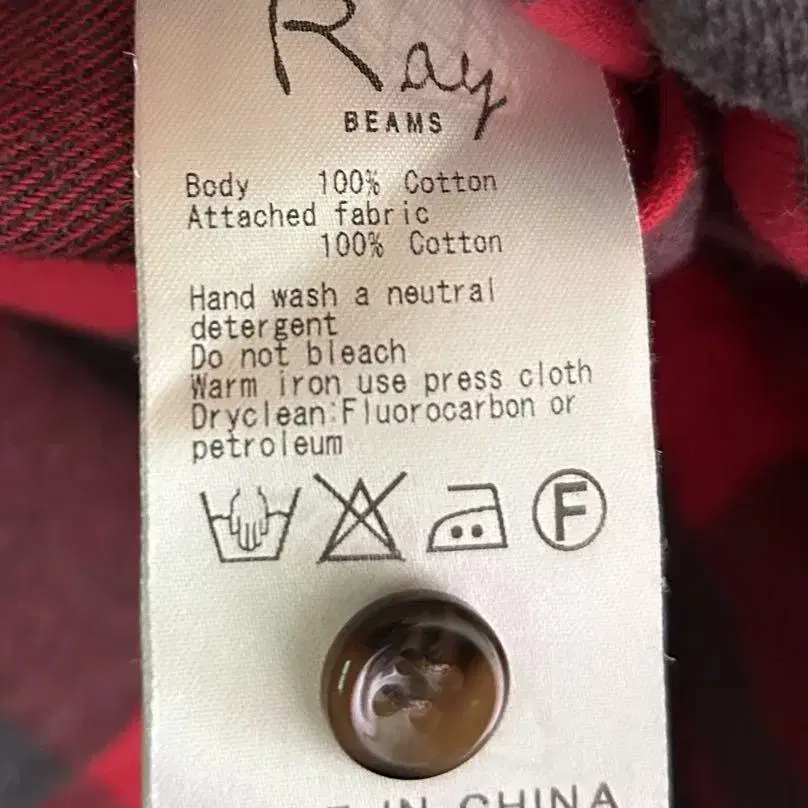 Ray
BEAMS
Body 100% Cotton
Attached fabric
100% Cotton
Hand wash a neutral
detergent
Do not bleach
Warm iron use press cloth
Dryclean:Fluorocarbon or
petroleum
F
IN CHINA